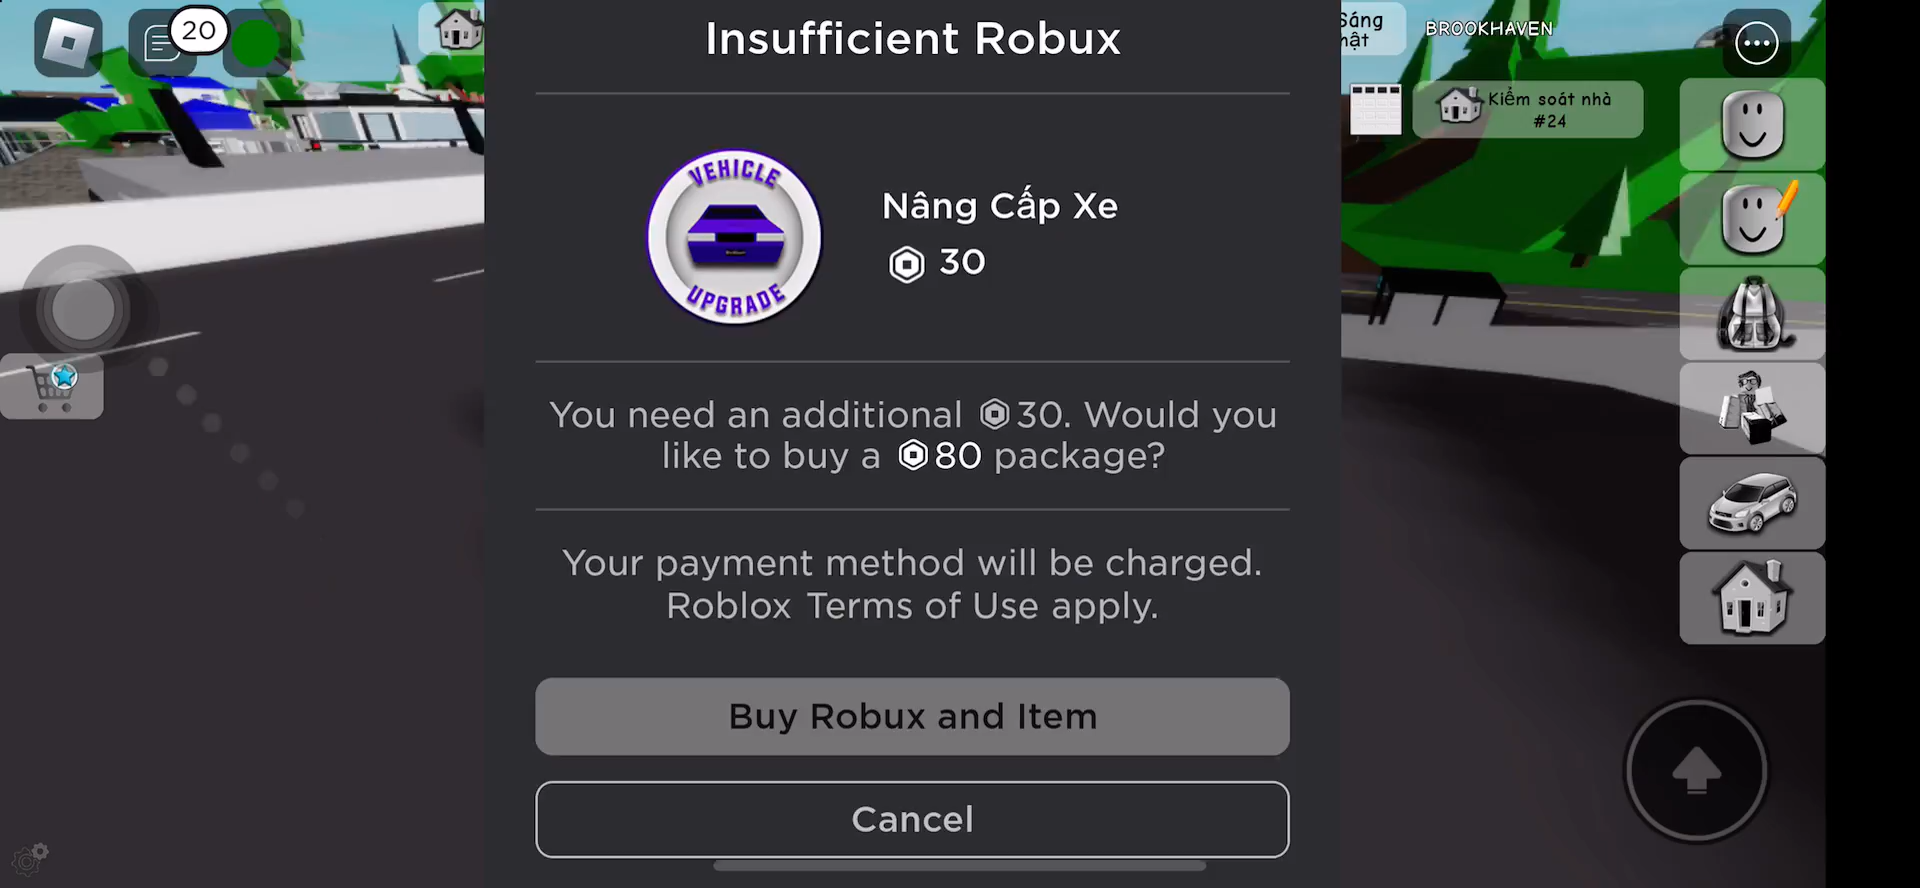 20
Insufficient Robux
VEHICLE
UPGRADE
Nâng Cấp Xe
30
You need an additional 30. Would you
like to buy a 80 package?
Your payment method will be charged.
Roblox Terms of Use apply.
Buy Robux and Item
Cancel
Sáng
BROOKHAVEN
Kiểm soát nhà
#24